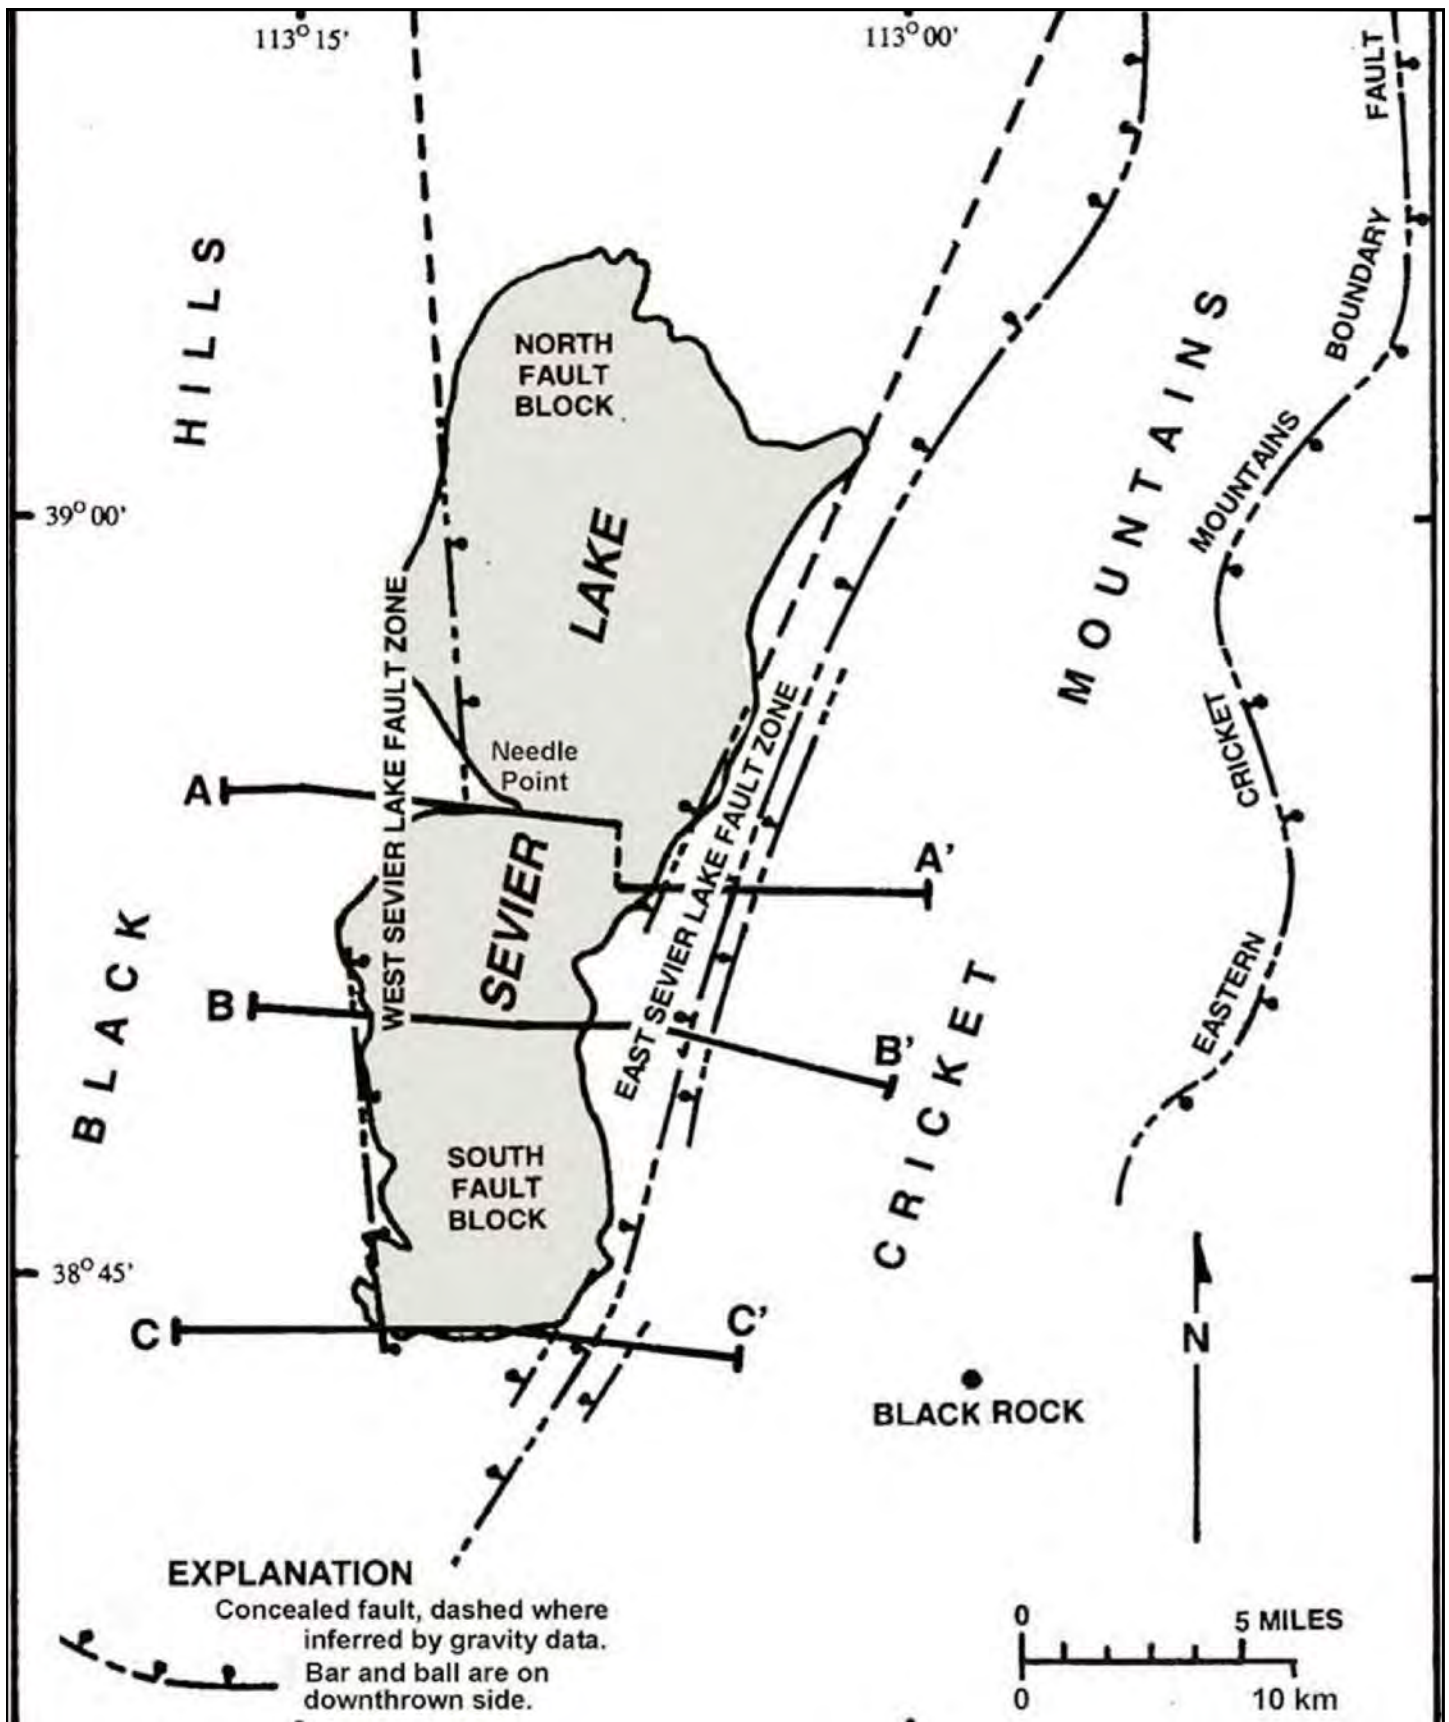 113°15'
113°00'
FAULT
BOUNDARY
MOUNTAINS
CRICKET
EASTERN
HILLS
BLACK
MOUNTAINS
CRICKET
NORTH
FAULT
BLOCK
LAKE
SEVIER
39°00'
WEST SEVIER LAKE FAULT ZONE
EAST SEVIER LAKE FAULT ZONE
Needle
Point
A
A'
B
B'
SOUTH
FAULT
BLOCK
38°45'
C
C'
N
BLACK ROCK
EXPLANATION
Concealed fault, dashed where
inferred by gravity data.
Bar and ball are on
downthrown side.
0
5 MILES
0
10 km